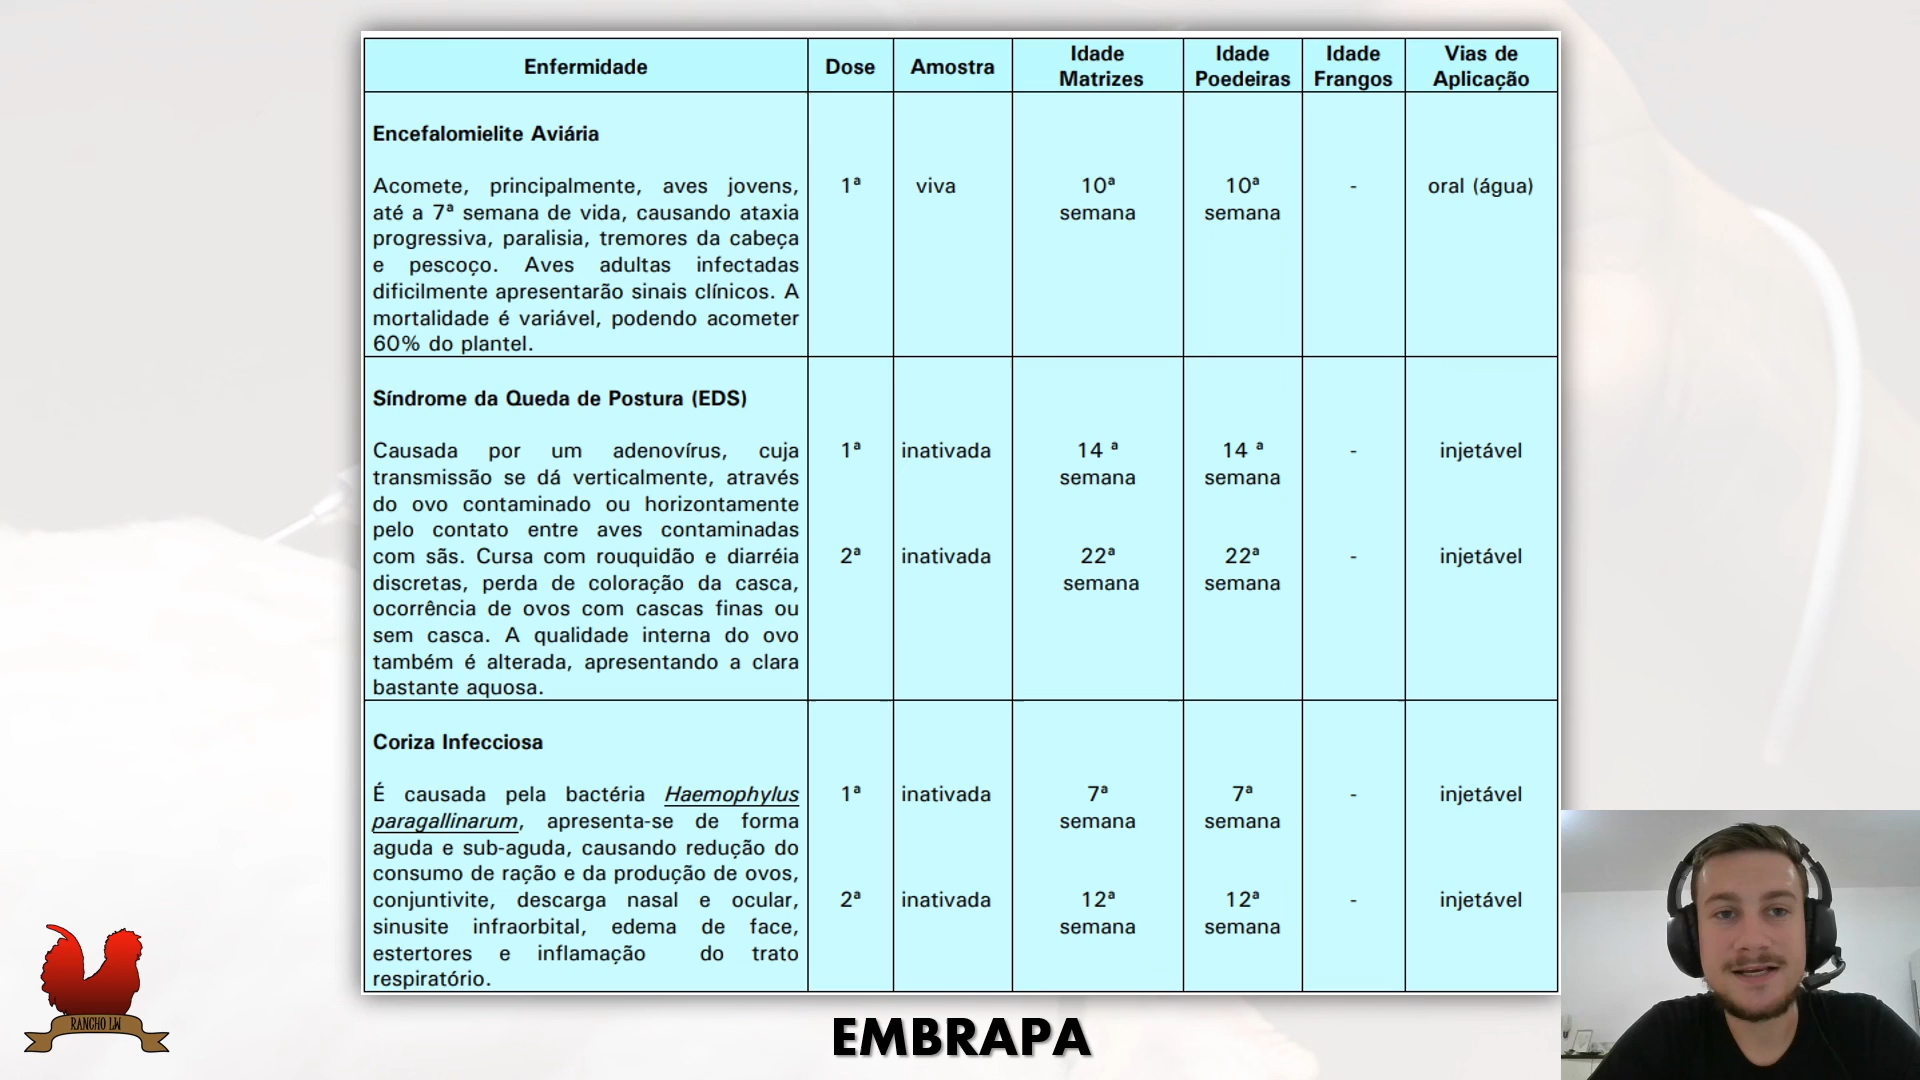 Enfermidade Dose Amostra Idade Matrizes Idade Poedeiras Idade Frangos Vias de Aplicação
Encefalomielite Aviária
Acomete, principalmente, aves jovens, 1ª viva 10ª - oral (água)
até a 7ª semana de vida, causando ataxia semana semana
progressiva, paralisia, tremores da cabeça
e pescoço. Aves adultas infectadas
dificilmente apresentarão sinais clínicos. A
mortalidade é variável, podendo acometer
60% do plantel.
Síndrome da Queda de Postura (EDS)
Causada por um adenovírus, cuja 1ª inativada 14 ª 14 ª - injetável
transmissão se dá verticalmente, através semana semana
do ovo contaminado ou horizontamente
pelo contato entre aves contaminadas
com sãs. Cursa com rouquidão e diarréia 2ª inativada 22ª 22ª - injetável
discretas, perda de coloração da casca, semana semana
ocorrência de ovos com cascas finas ou
sem casca. A qualidade interna do ovo
também é alterada, apresentando a clara
bastante aquosa.
Coriza Infecciosa
É causada pela bactéria Haemophylus 1ª inativada 7ª 7ª - injetável
paragallinarum, apresenta-se de forma semana semana
aguda e sub-aguda, causando redução do
consumo de ração e da produção de ovos,
conjuntivite, descarga nasal e ocular, 2ª inativada 12ª 12ª - injetável
sinusite infraorbital, edema de face, semana semana
estertores e inflamação do trato
respiratório.
RANCHO LW
EMBRAPA